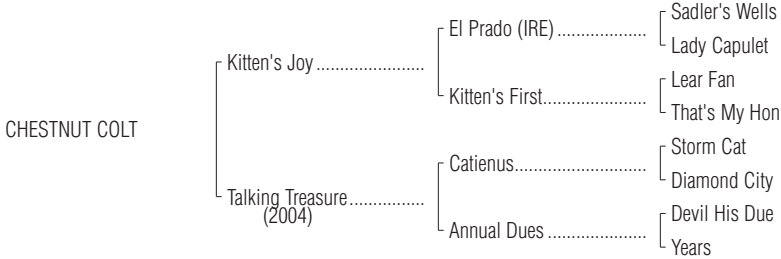 Sadler's Wells
El Prado (IRE) ...................
Lady Capulet
Kitten's Joy .......................
Lear Fan
Kitten's First......................
That's My Hon
CHESTNUT COLT
Storm Cat
Catienus............................
Diamond City
Talking Treasure................
(2004)
Devil His Due
Annual Dues .....................
Years